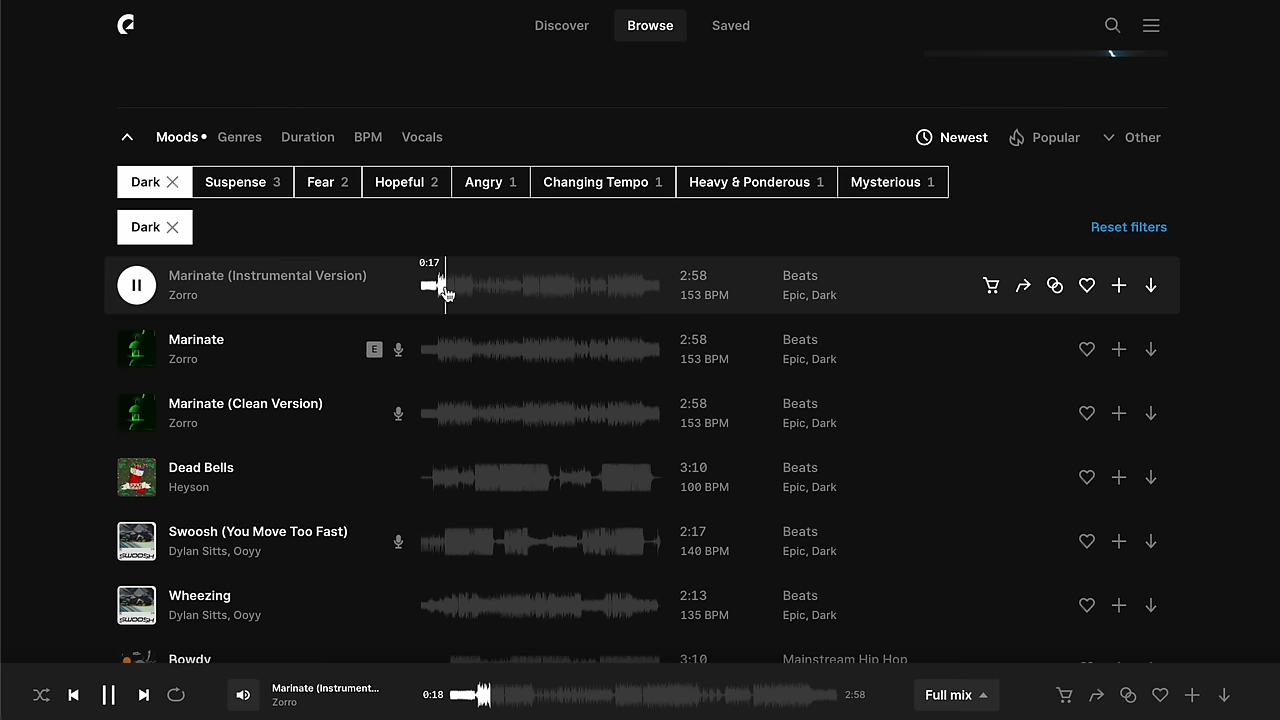 Discover Browse Saved
Moods Genres Duration BPM Vocals Newest Popular Other
Dark Suspense 3 Fear 2 Hopeful 2 Angry 1 Changing Tempo 1 Heavy & Ponderous 1 Mysterious 1
Dark Reset filters
0:17
Marinate (Instrumental Version) 2:58 Beats
Zorro 153 BPM Epic, Dark
Marinate E 2:58 Beats
Zorro 153 BPM Epic, Dark
Marinate (Clean Version) 2:58 Beats
Zorro 153 BPM Epic, Dark
Dead Bells 3:10 Beats
Heyson 100 BPM Epic, Dark
Swoosh (You Move Too Fast) 2:17 Beats
Dylan Sitts, Ooyy 140 BPM Epic, Dark
SWOOSH
Wheezing 2:13 Beats
Dylan Sitts, Ooyy 135 BPM Epic, Dark
SWOOSH
Bowdy 3:10 Mainstream Hip Hop
Marinate (Instrument... 0:18 2:58 Full mix
Zorro